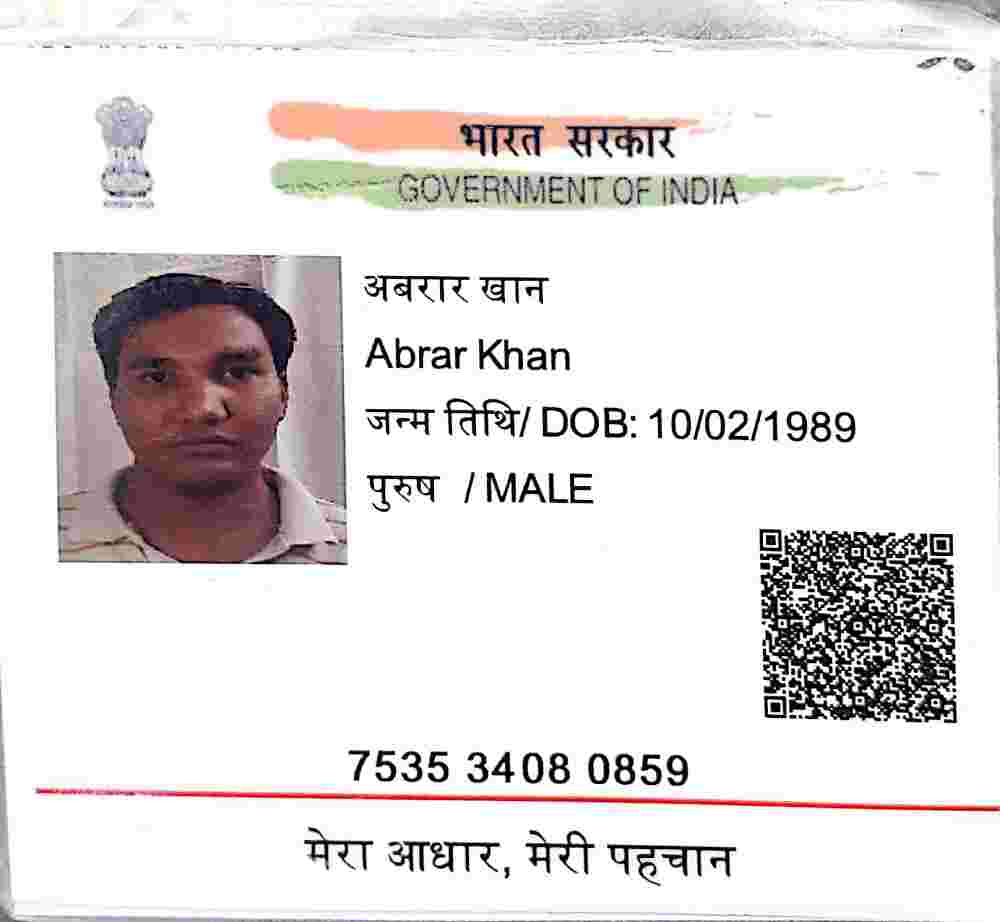 भारत सरकार
GOVERNMENT OF INDIA
अबरार खान
Abrar Khan
जन्म तिथि/ DOB: 10/02/1989
पुरुष / MALE
7535 3408 0859
मेरा आधार, मेरी पहचान